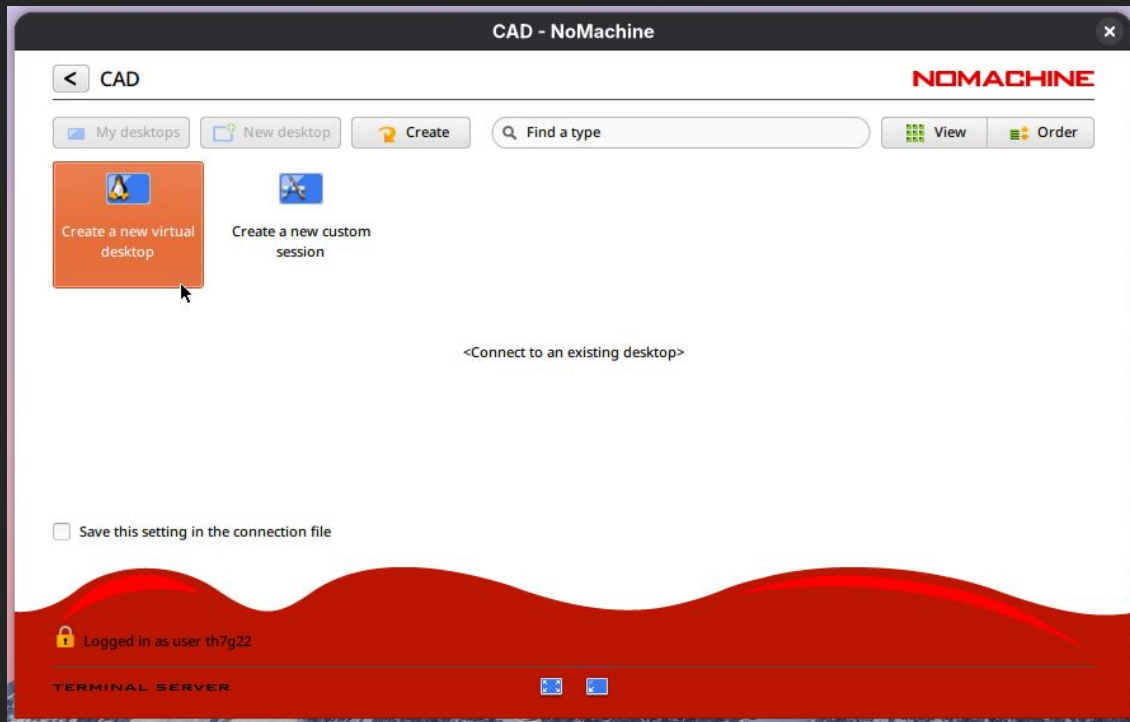 CAD - NoMachine
CAD
NOMACHINE
My desktops
New desktop
Create
Find a type
View
Order
Create a new virtual
desktop
Create a new custom
session
<Connect to an existing desktop>
Save this setting in the connection file
Logged in as user th7g22
TERMINAL SERVER